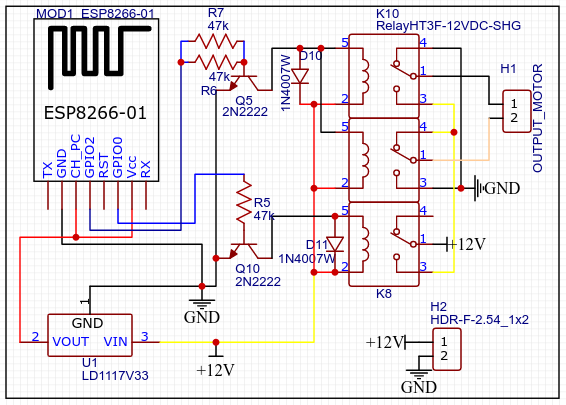 MOD1 ESP8266-01
R7
47k
K10
RelayHT3F-12VDC-SHG
5
4
D10
H1
1
47k
1N4007W
1
R6
2
3
2
Q5
2N2222
OUTPUT_MOTOR
ESP8266-01
5
4
1
TX
GND
CH_PC
GPIO2
RST
GPIO0
Vcc
RX
2
3
GND
R5
47k
5
4
D11
1
+12V
1N4007W
Q10
2N2222
2
3
K8
1
GND
H2
HDR-F-2.54_1x2
GND
2
VOUT
VIN
3
+12V
1
2
U1
LD1117V33
+12V
GND